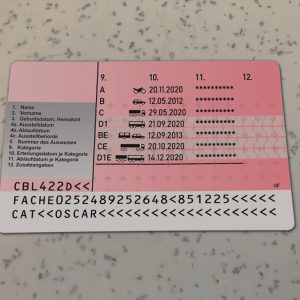 9. 10. 11. 12.
A 20.11.2020 **********
B 12.05.2012 **********
C 29.05.2020 **********
D1 21.09.2020 **********
BE 12.09.2013 **********
CE 20.10.2020 **********
D1E 14.12.2020 **********
1. Name
2. Vorname
3. Geburtsdatum, Heimatort
4a. Ausstelldatum
4b. Ablaufdatum
4c. Ausstellbehörde
5. Nummer des Ausweises
9. Kategorie
10. Erteilungsdatum je Kategorie
11. Ablaufdatum je Kategorie
12. Zusatzangaben
CBL422D<<
FACHE0252489252648<851225<<<<<
CAT<<OSCAR<<<<<<<<<<<<<<<<<<<<